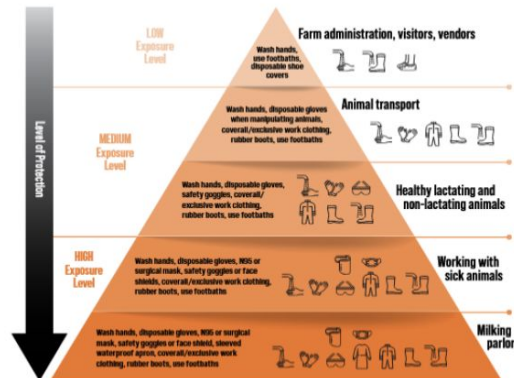 LOW
Exposure
Level
Farm administration, visitors, vendors
Wash hands,
use footbaths,
disposable shoe
covers
Level of Protection
MEDIUM
Exposure
Level
Animal transport
Wash hands, disposable gloves
when manipulating animals,
coverall/exclusive work clothing,
rubber boots, use footbaths
Healthy lactating and
non-lactating animals
Wash hands, disposable gloves,
safety goggles, coverall/
exclusive work clothing,
rubber boots, use footbaths
HIGH
Exposure
Level
Working with
sick animals
Wash hands, disposable gloves, N95 or
surgical mask, safety goggles or face
shields, coverall/exclusive work clothing,
rubber boots, use footbaths
Milking
parlor
Wash hands, disposable gloves, N95 or surgical
mask, safety goggles or face shield, sleeved
waterproof apron, coverall/exclusive work
clothing, rubber boots, use footbaths